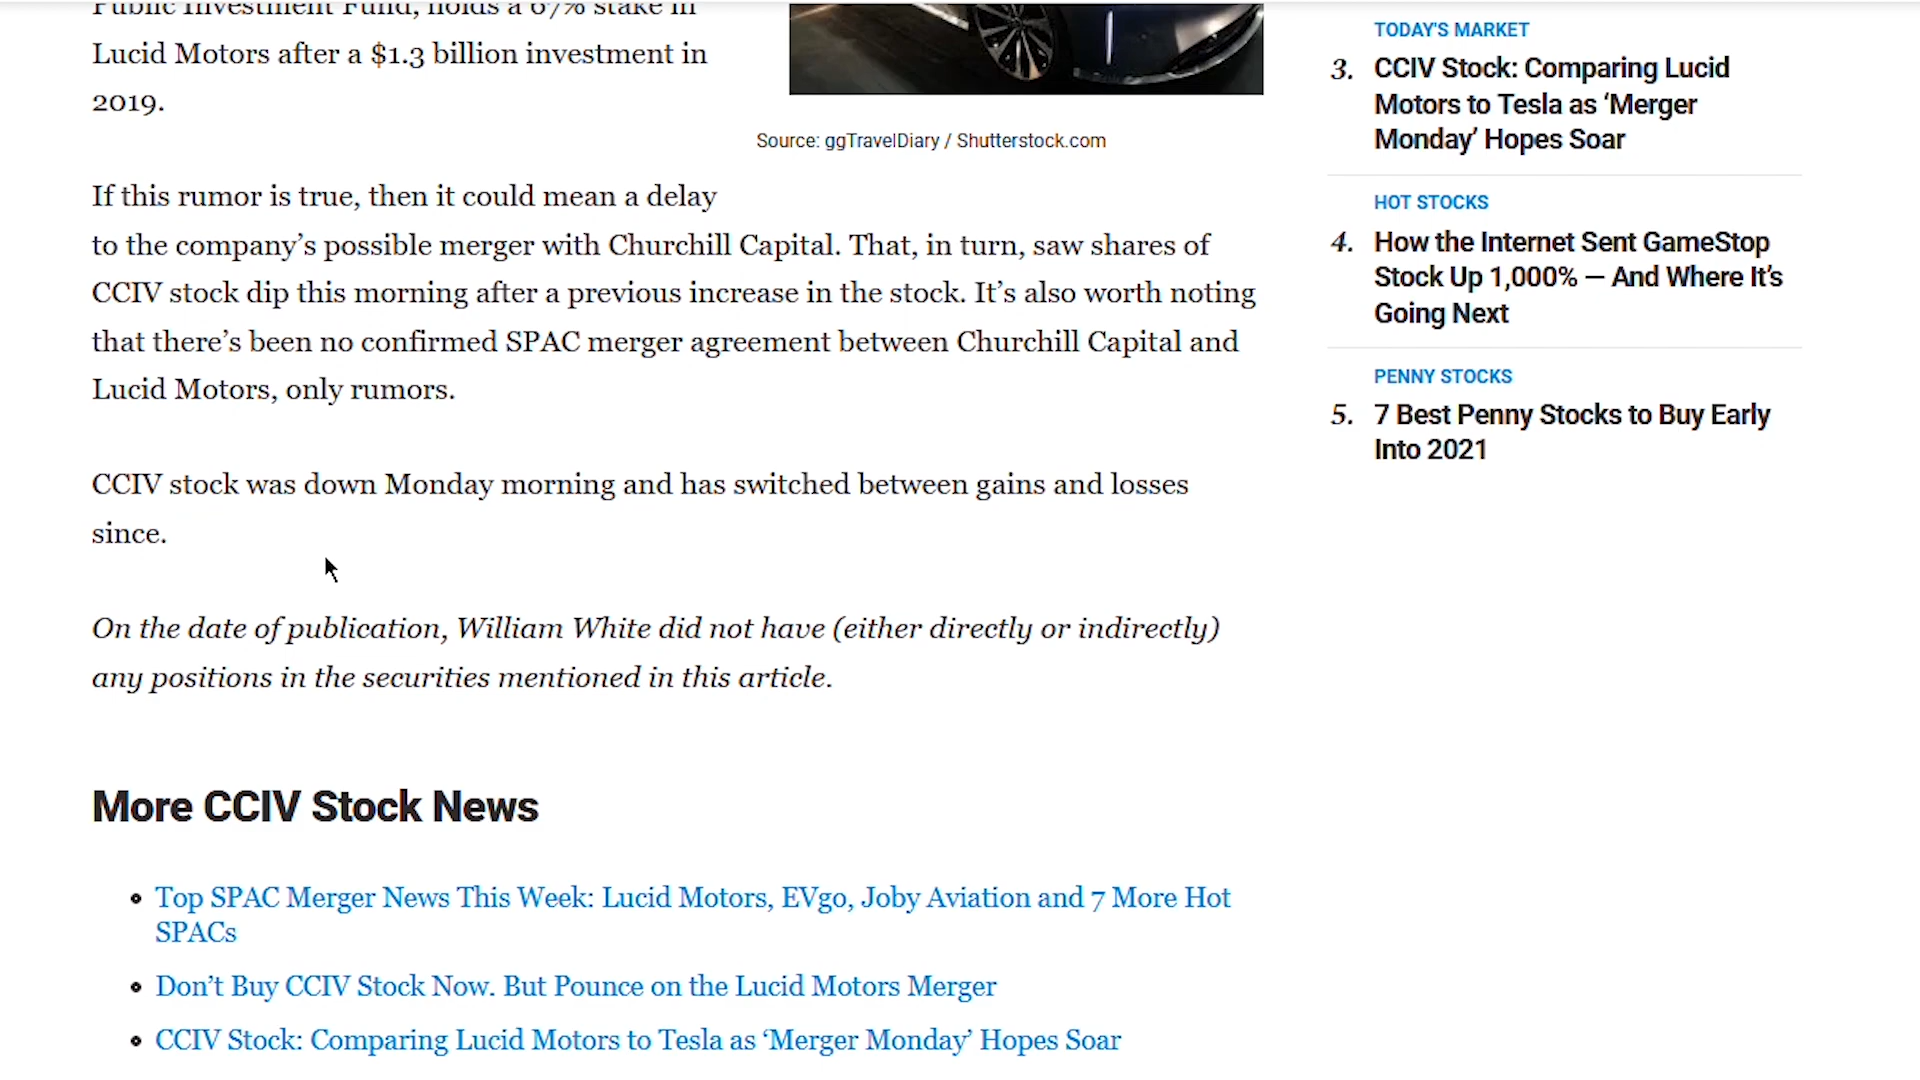 Public Investment Fund, holds a 67% stake in
Lucid Motors after a $1.3 billion investment in
2019.
Source: ggTravelDiary / Shutterstock.com
If this rumor is true, then it could mean a delay
to the company’s possible merger with Churchill Capital. That, in turn, saw shares of
CCIV stock dip this morning after a previous increase in the stock. It’s also worth noting
that there’s been no confirmed SPAC merger agreement between Churchill Capital and
Lucid Motors, only rumors.
CCIV stock was down Monday morning and has switched between gains and losses
since.
On the date of publication, William White did not have (either directly or indirectly)
any positions in the securities mentioned in this article.
More CCIV Stock News
• Top SPAC Merger News This Week: Lucid Motors, EVgo, Joby Aviation and 7 More Hot
SPACs
• Don’t Buy CCIV Stock Now. But Pounce on the Lucid Motors Merger
• CCIV Stock: Comparing Lucid Motors to Tesla as ‘Merger Monday’ Hopes Soar
TODAY'S MARKET
3. CCIV Stock: Comparing Lucid
Motors to Tesla as ‘Merger
Monday’ Hopes Soar
HOT STOCKS
4. How the Internet Sent GameStop
Stock Up 1,000% — And Where It’s
Going Next
PENNY STOCKS
5. 7 Best Penny Stocks to Buy Early
Into 2021